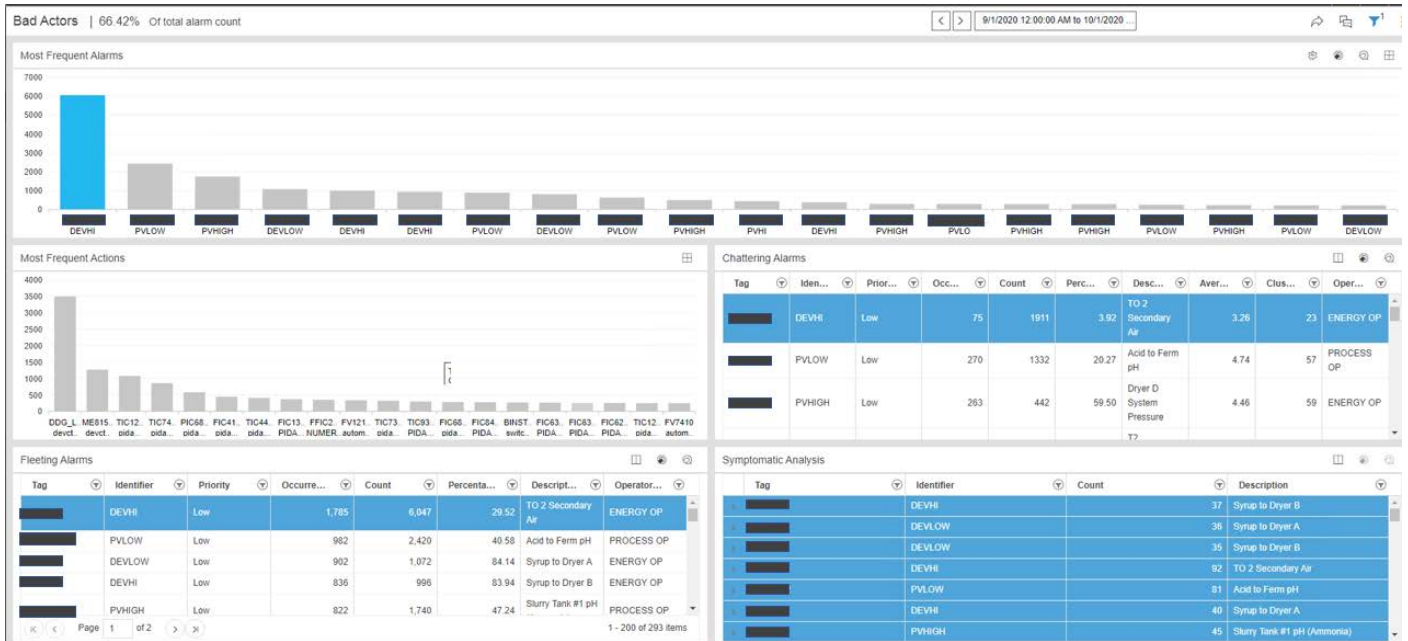 Bad Actors | 66.42% Of total alarm count
9/1/2020 12:00:00 AM to 10/1/2020 ...
1
Most Frequent Alarms
7000
6000
5000
4000
3000
2000
1000
0
DEVHI PVLOW PVHIGH DEVLOW DEVHI DEVHI PVLOW DEVLOW PVLOW PVHIGH PVHI DEVHI PVHIGH PVLO PVHIGH PVHIGH PVLOW PVHIGH PVLOW DEVLOW
Most Frequent Actions
4000
3500
3000
2500
2000
1500
1000
500
0
DDG_L.. ME815.. TIC12.. TIC74.. PIC68.. FIC41.. TIC44.. FIC13.. FFIC2.. FV121.. TIC73.. TIC93.. FIC68.. FIC84.. BINST.. FIC63.. FIC63.. FIC62.. TIC12.. FV7410
devct.. devct.. pida.. pida.. pida.. pida.. pida.. PIDA.. NUMER.. autom.. pida.. PIDA.. pida.. PIDA.. switc.. PIDA.. PIDA.. PIDA.. pida.. autom..
Chattering Alarms
Tag Iden... Prior... Occ... Count Perc... Desc... Aver... Clus... Oper...
DEVHI Low 75 1911 3.92 TO 2 Secondary Air 3.26 23 ENERGY OP
PVLOW Low 270 1332 20.27 Acid to Ferm pH 4.74 57 PROCESS OP
PVHIGH Low 263 442 59.50 Dryer D System Pressure 4.46 59 ENERGY OP
Fleeting Alarms
Tag Identifier Priority Occurre... Count Percenta... Descript... Operator...
DEVHI Low 1,785 6,047 29.52 TO 2 Secondary Air ENERGY OP
PVLOW Low 982 2,420 40.58 Acid to Ferm pH PROCESS OP
DEVLOW Low 902 1,072 84.14 Syrup to Dryer A ENERGY OP
DEVHI Low 836 996 83.94 Syrup to Dryer B ENERGY OP
PVHIGH Low 822 1,740 47.24 Slurry Tank #1 pH PROCESS OP
Page 1 of 2 1 - 200 of 293 items
Symptomatic Analysis
Tag Identifier Count Description
DEVHI 37 Syrup to Dryer B
DEVLOW 36 Syrup to Dryer A
DEVLOW 35 Syrup to Dryer B
DEVHI 92 TO 2 Secondary Air
PVLOW 81 Acid to Ferm pH
DEVHI 40 Syrup to Dryer A
PVHIGH 45 Slurry Tank #1 pH (Ammonia)